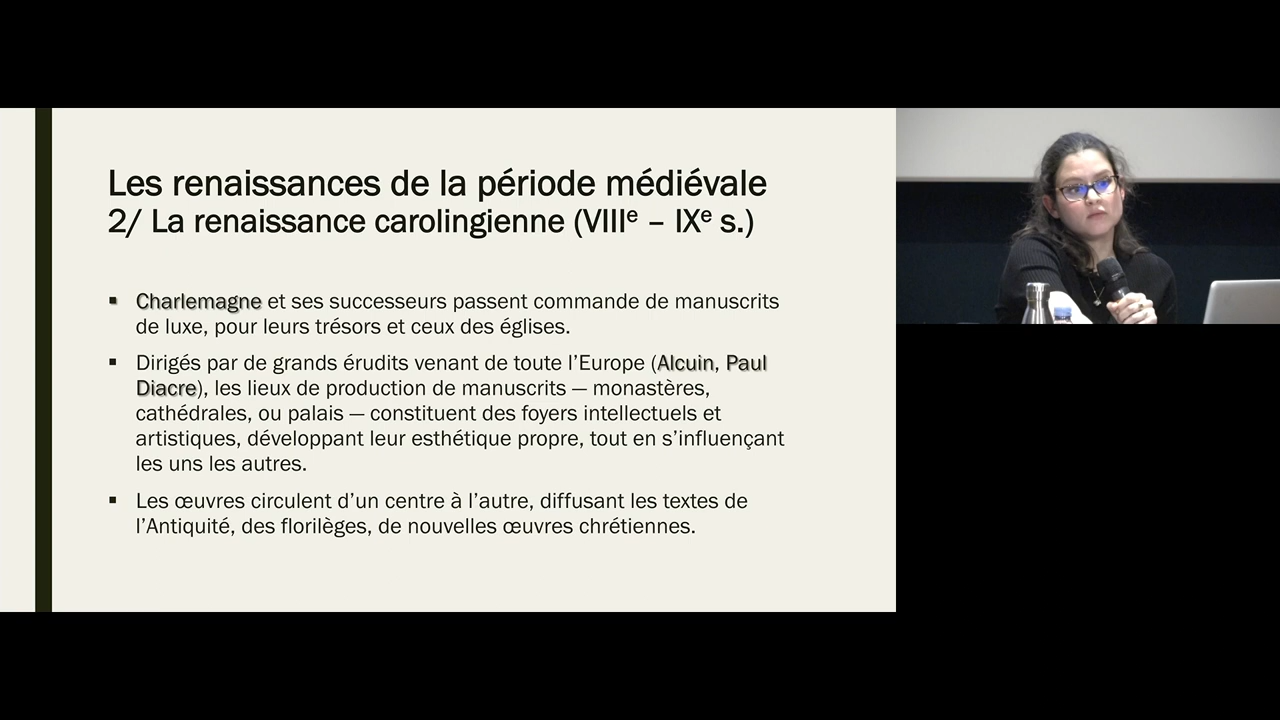 Les renaissances de la période médiévale
2/ La renaissance carolingienne (VIIIᵉ – IXᵉ s.)
▪ Charlemagne et ses successeurs passent commande de manuscrits
de luxe, pour leurs trésors et ceux des églises.
▪ Dirigés par de grands érudits venant de toute l’Europe (Alcuin, Paul
Diacre), les lieux de production de manuscrits — monastères,
cathédrales, ou palais — constituent des foyers intellectuels et
artistiques, développant leur esthétique propre, tout en s’influençant
les uns les autres.
▪ Les œuvres circulent d’un centre à l’autre, diffusant les textes de
l’Antiquité, des florilèges, de nouvelles œuvres chrétiennes.